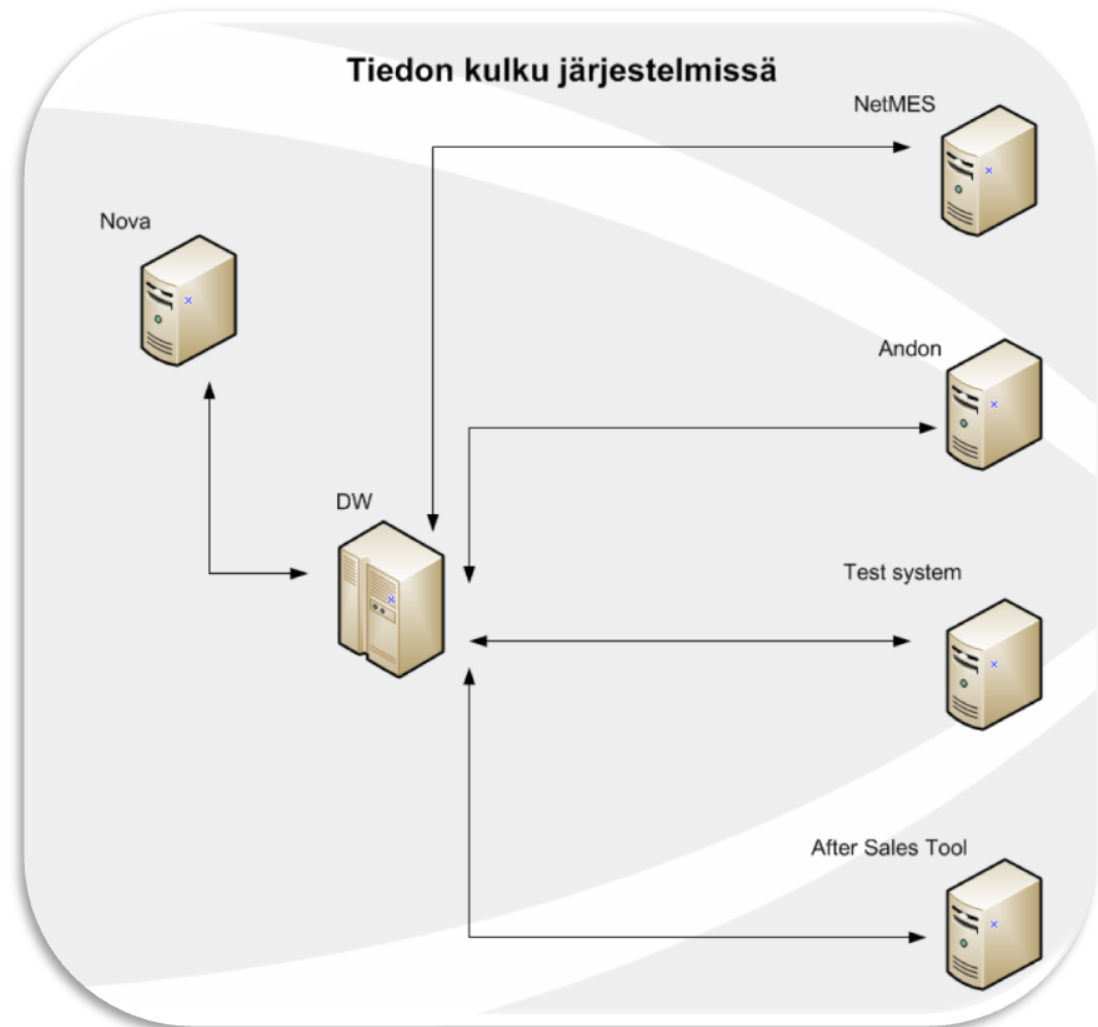 Tiedon kulku järjestelmissä
NetMES
Nova
Andon
DW
Test system
After Sales Tool